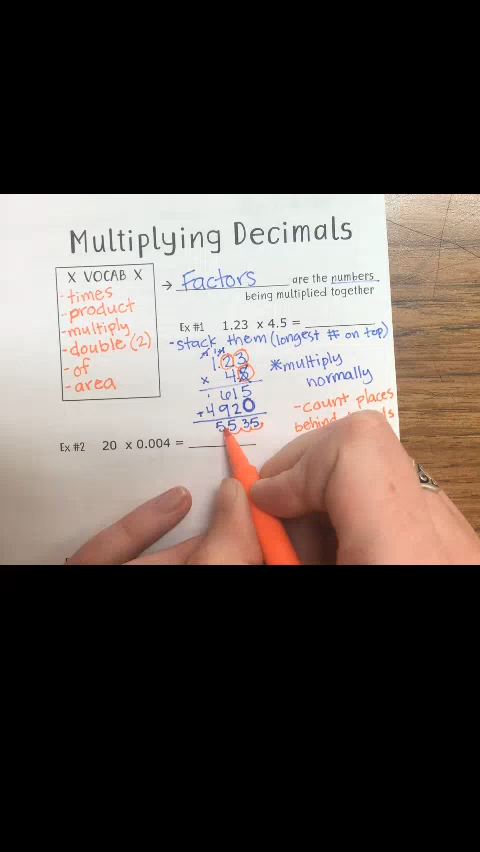 Multiplying Decimals
X VOCAB X
-times
-product
-multiply
-double (2)
-of
-area
→ Factors are the numbers
being multiplied together
Ex #1 1.23 x 4.5 =
-stack them (longest # on top)
1.23
x 4.5
615
+4920
5535
*multiply
normally
-count places
behind
Ex #2 20 x 0.004 =